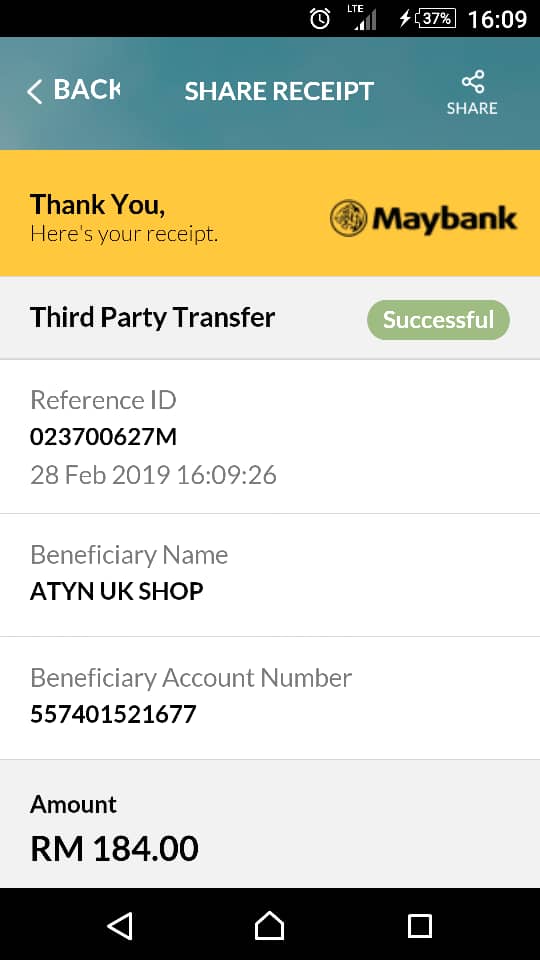 LTE 37% 16:09
BACK SHARE RECEIPT SHARE
Thank You,
Here's your receipt.
Maybank
Third Party Transfer Successful
Reference ID
023700627M
28 Feb 2019 16:09:26
Beneficiary Name
ATYN UK SHOP
Beneficiary Account Number
557401521677
Amount
RM 184.00